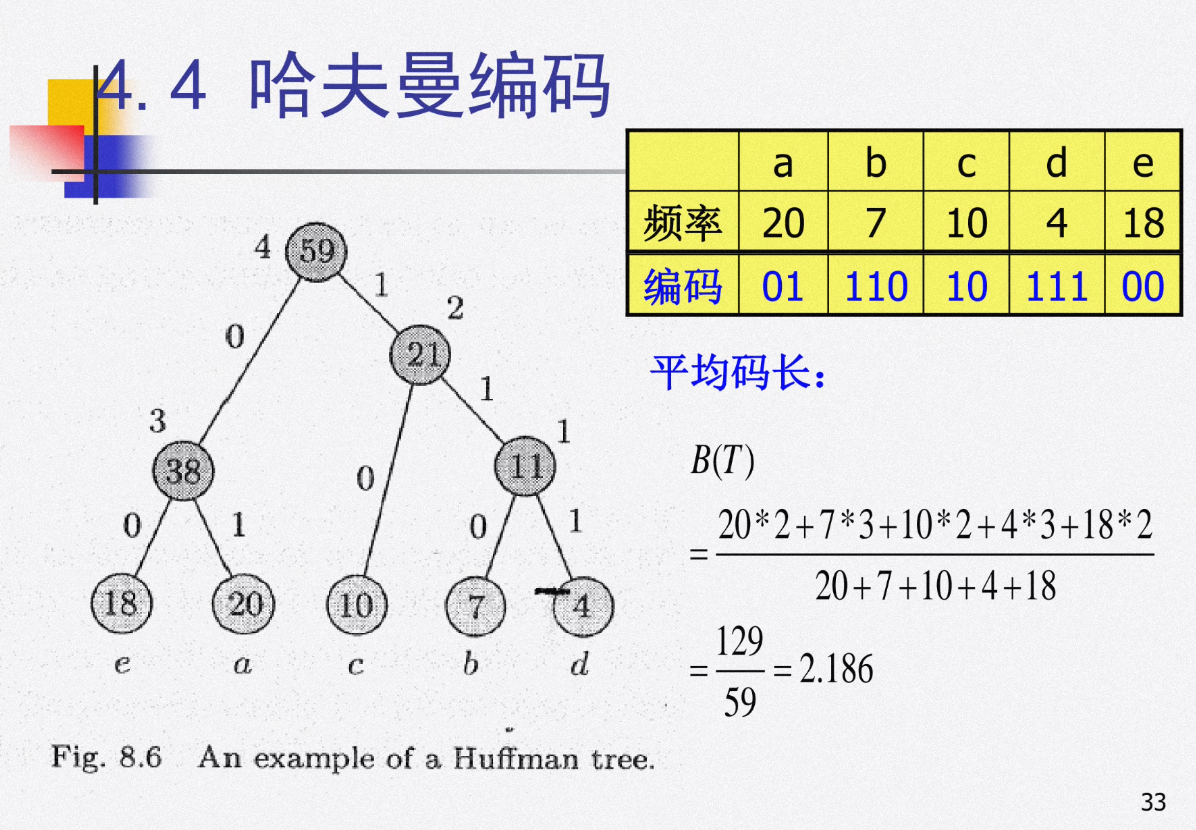 4.4 哈夫曼编码
a b c d e
频率 20 7 10 4 18
编码 01 110 10 111 00
4 59
1
2
0
21
1
3
1
38
0
11
0 1
0 1
18 20 10 7 4
e a c b d
Fig. 8.6 An example of a Huffman tree.
平均码长：
B(T)
= 20*2+7*3+10*2+4*3+18*2
20+7+10+4+18
= 129
59
= 2.186
33